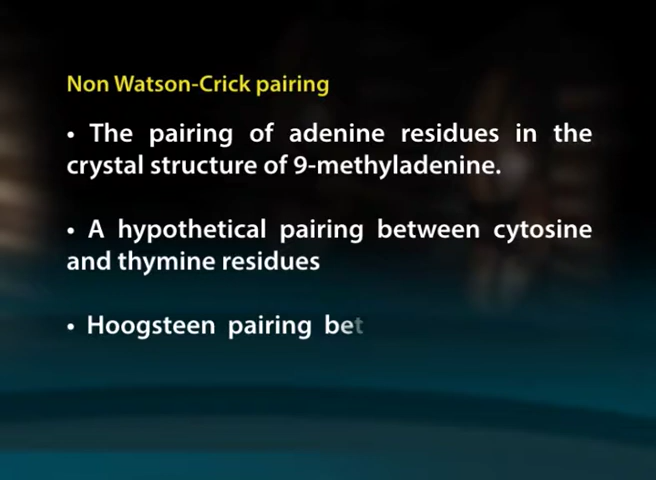 Non Watson-Crick pairing
• The pairing of adenine residues in the
crystal structure of 9-methyladenine.
• A hypothetical pairing between cytosine
and thymine residues
• Hoogsteen pairing bet